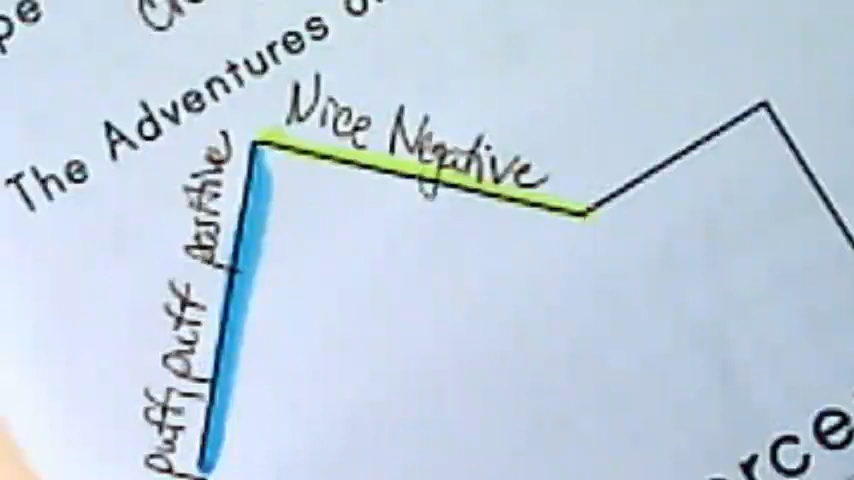 The Adventures
Nice Negative
puff, puff positive